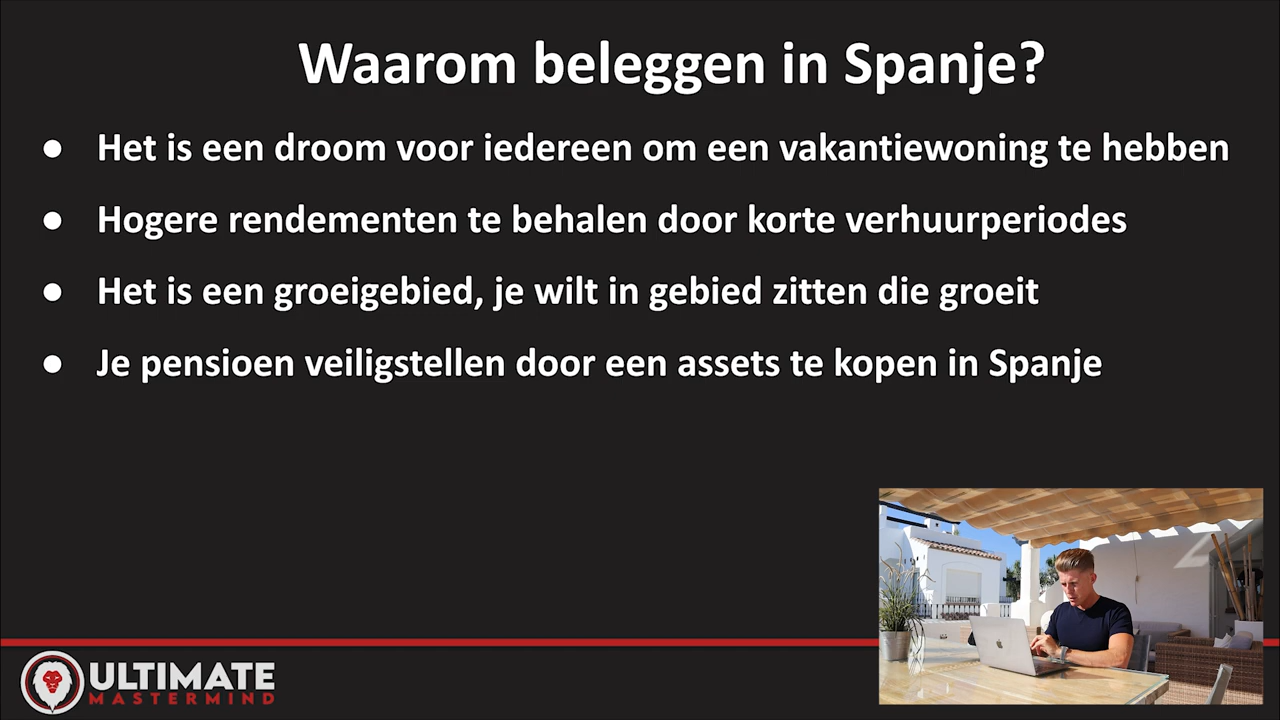 Waarom beleggen in Spanje?
● Het is een droom voor iedereen om een vakantiewoning te hebben
● Hogere rendementen te behalen door korte verhuurperiodes
● Het is een groeigebied, je wilt in gebied zitten die groeit
● Je pensioen veiligstellen door een assets te kopen in Spanje
ULTIMATE
MASTERMIND